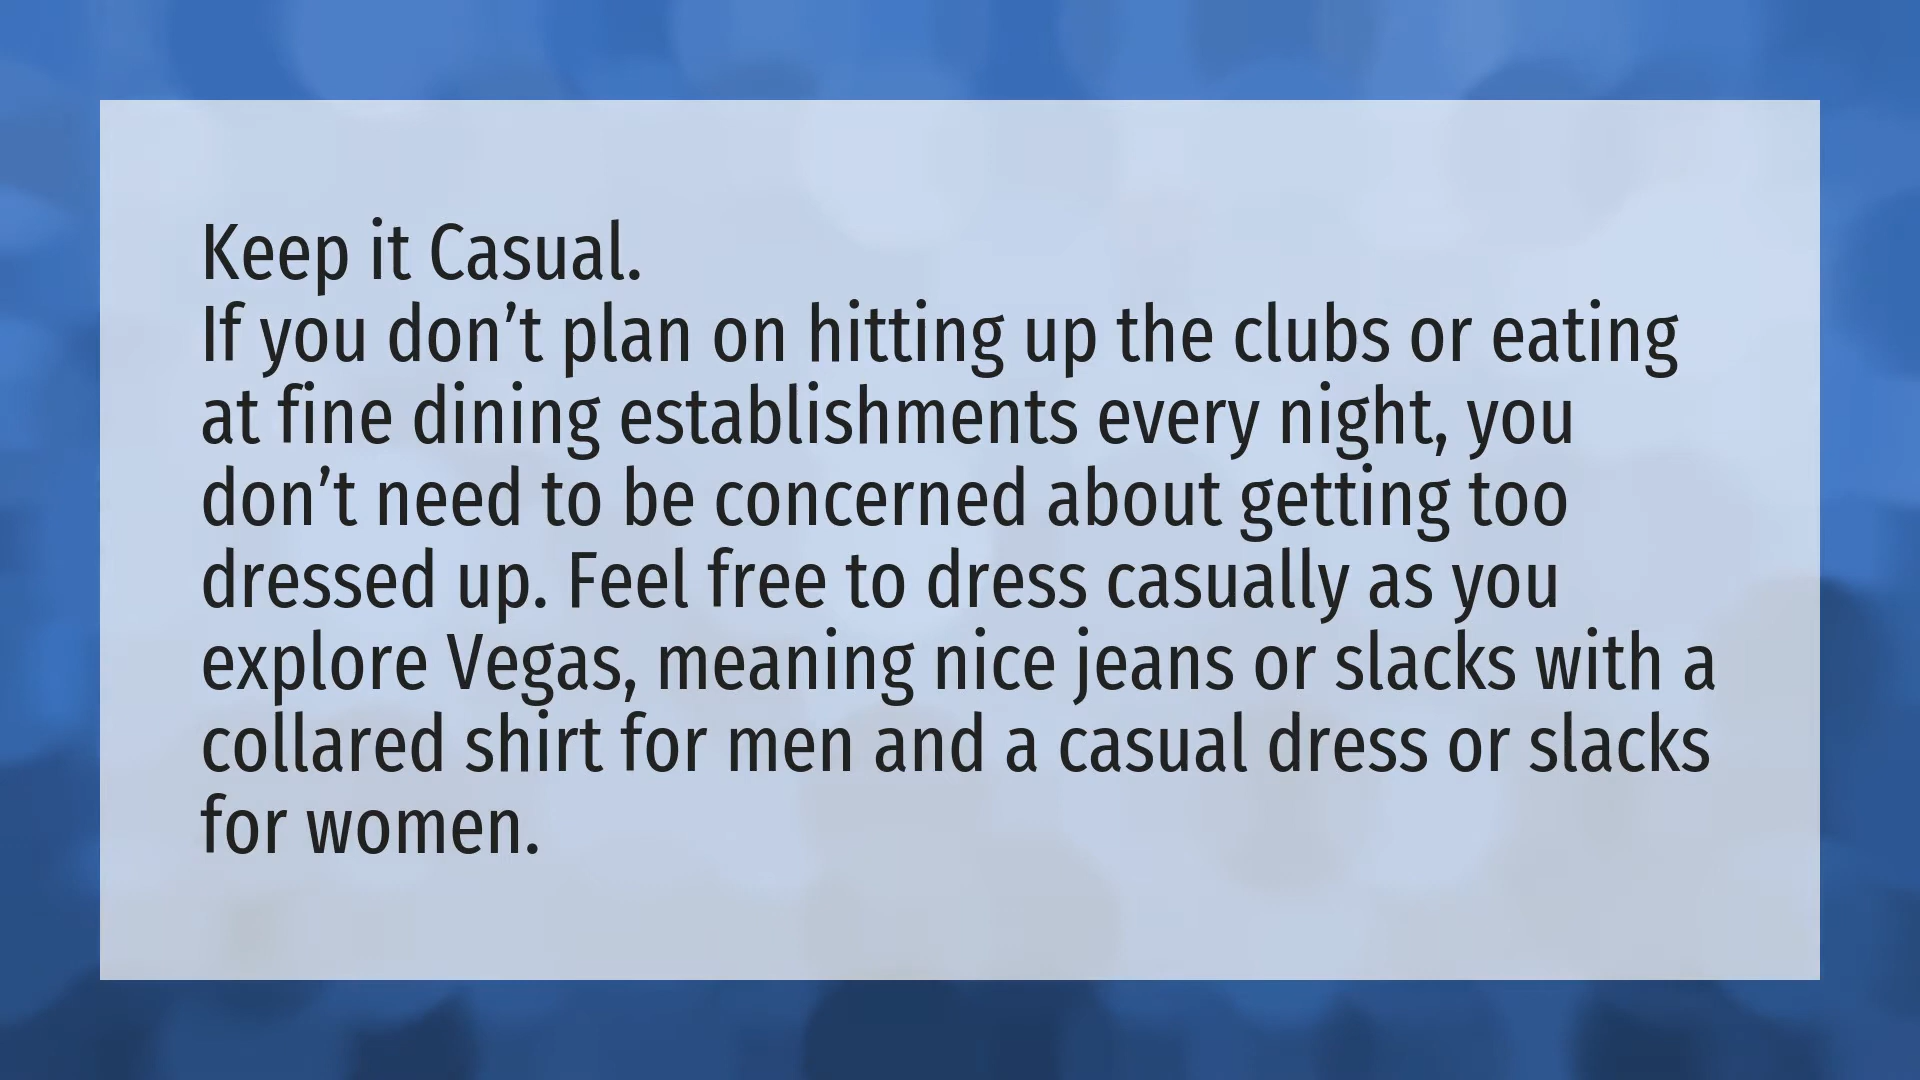 Keep it Casual.
If you don’t plan on hitting up the clubs or eating
at fine dining establishments every night, you
don’t need to be concerned about getting too
dressed up. Feel free to dress casually as you
explore Vegas, meaning nice jeans or slacks with a
collared shirt for men and a casual dress or slacks
for women.